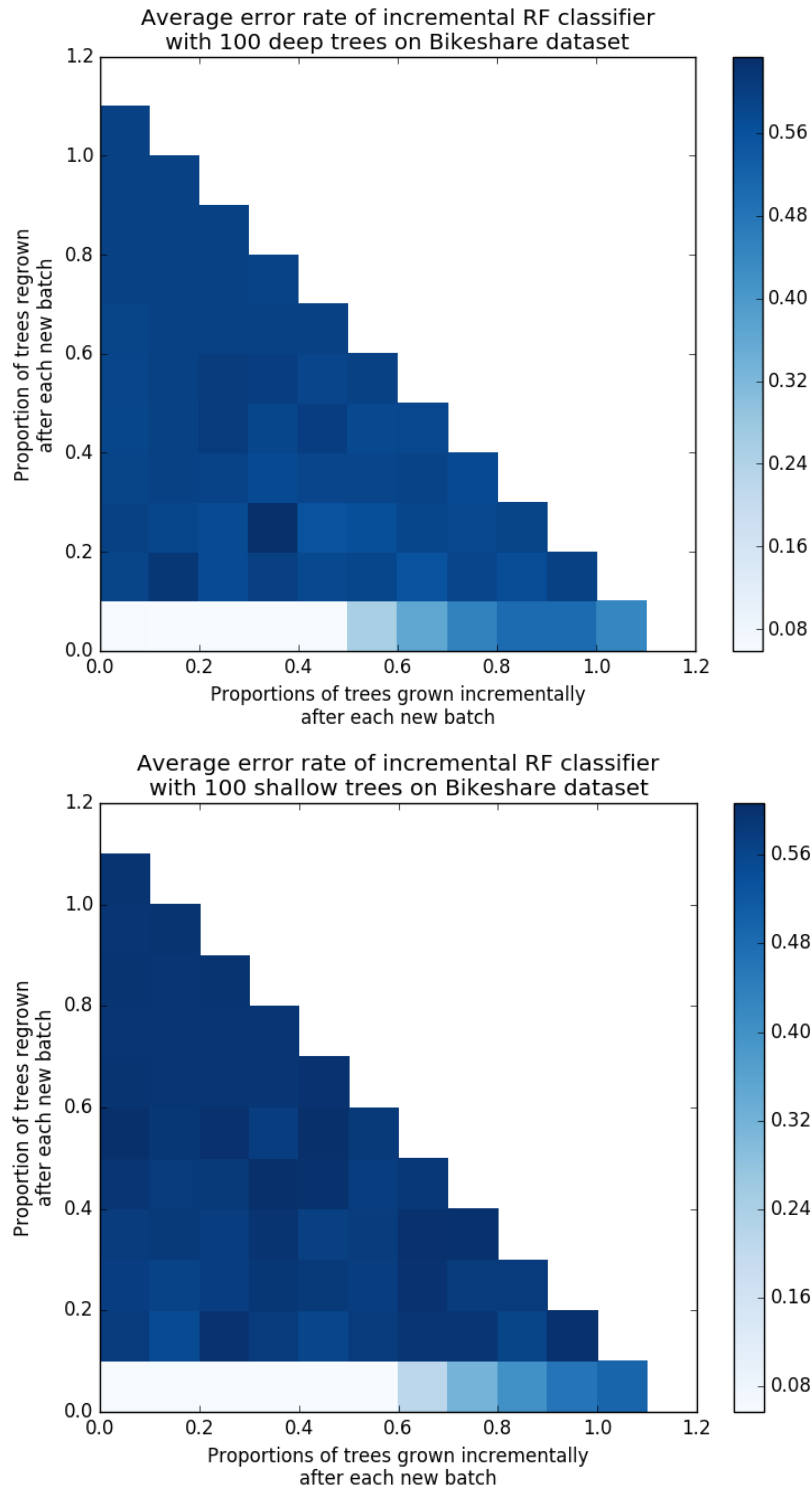 Average error rate of incremental RF classifier
with 100 deep trees on Bikeshare dataset
1.2
1.0
0.8
0.6
0.4
0.2
0.0
Proportion of trees regrown
after each new batch
0.0 0.2 0.4 0.6 0.8 1.0 1.2
Proportions of trees grown incrementally
after each new batch
0.56
0.48
0.40
0.32
0.24
0.16
0.08
Average error rate of incremental RF classifier
with 100 shallow trees on Bikeshare dataset
1.2
1.0
0.8
0.6
0.4
0.2
0.0
Proportion of trees regrown
after each new batch
0.0 0.2 0.4 0.6 0.8 1.0 1.2
Proportions of trees grown incrementally
after each new batch
0.56
0.48
0.40
0.32
0.24
0.16
0.08